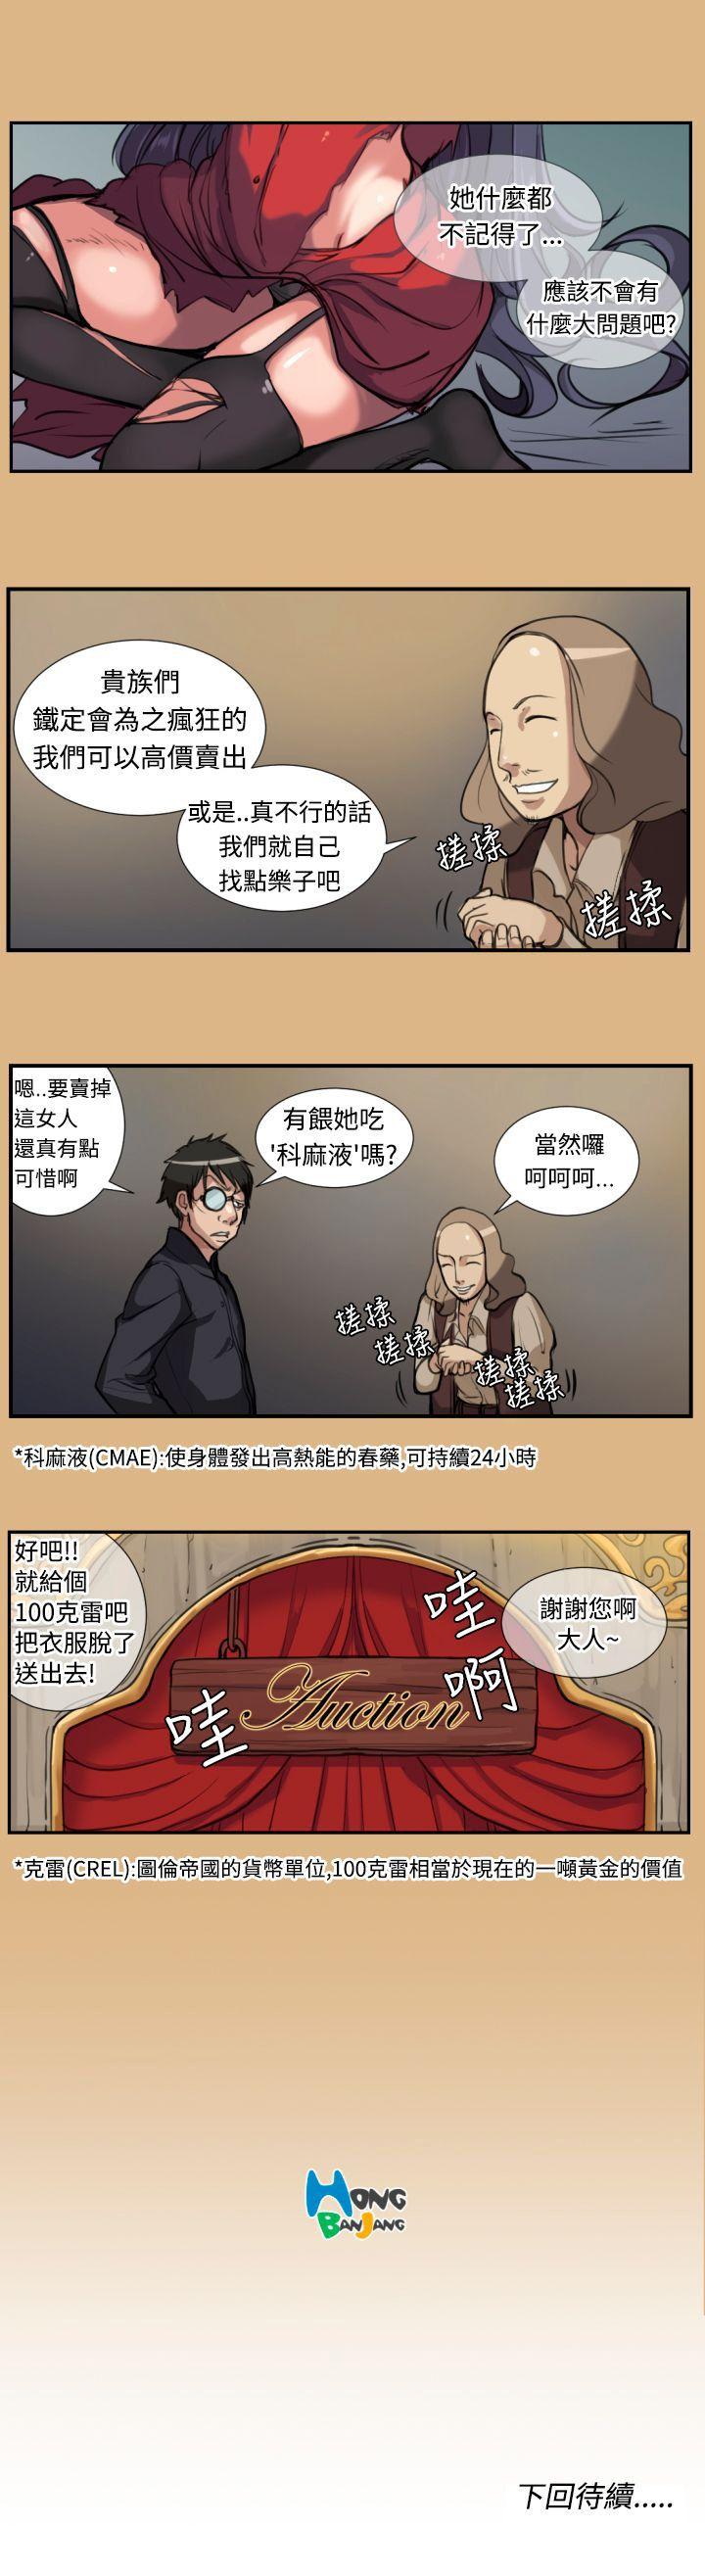 她什麼都
不記得了...
應該不會有
什麼大問題吧?
貴族們
鐵定會為之瘋狂的
我們可以高價賣出
或是..真不行的話
我們就自己
找點樂子吧
搓揉
搓揉
嗯..要賣掉
這女人
還真有點
可惜啊
有餵她吃
'科麻液'嗎?
當然囉
呵呵呵...
搓揉
搓揉
搓揉
搓揉
*科麻液(CMAE):使身體發出高熱能的春藥,可持續24小時
好吧!!
就給個
100克雷吧
把衣服脫了
送出去!
謝謝您啊
大人~
哇
啊
哇
Auction
*克雷(CREL):圖倫帝國的貨幣單位,100克雷相當於現在的一噸黃金的價值
HONG
BANJANG
下回待續.....